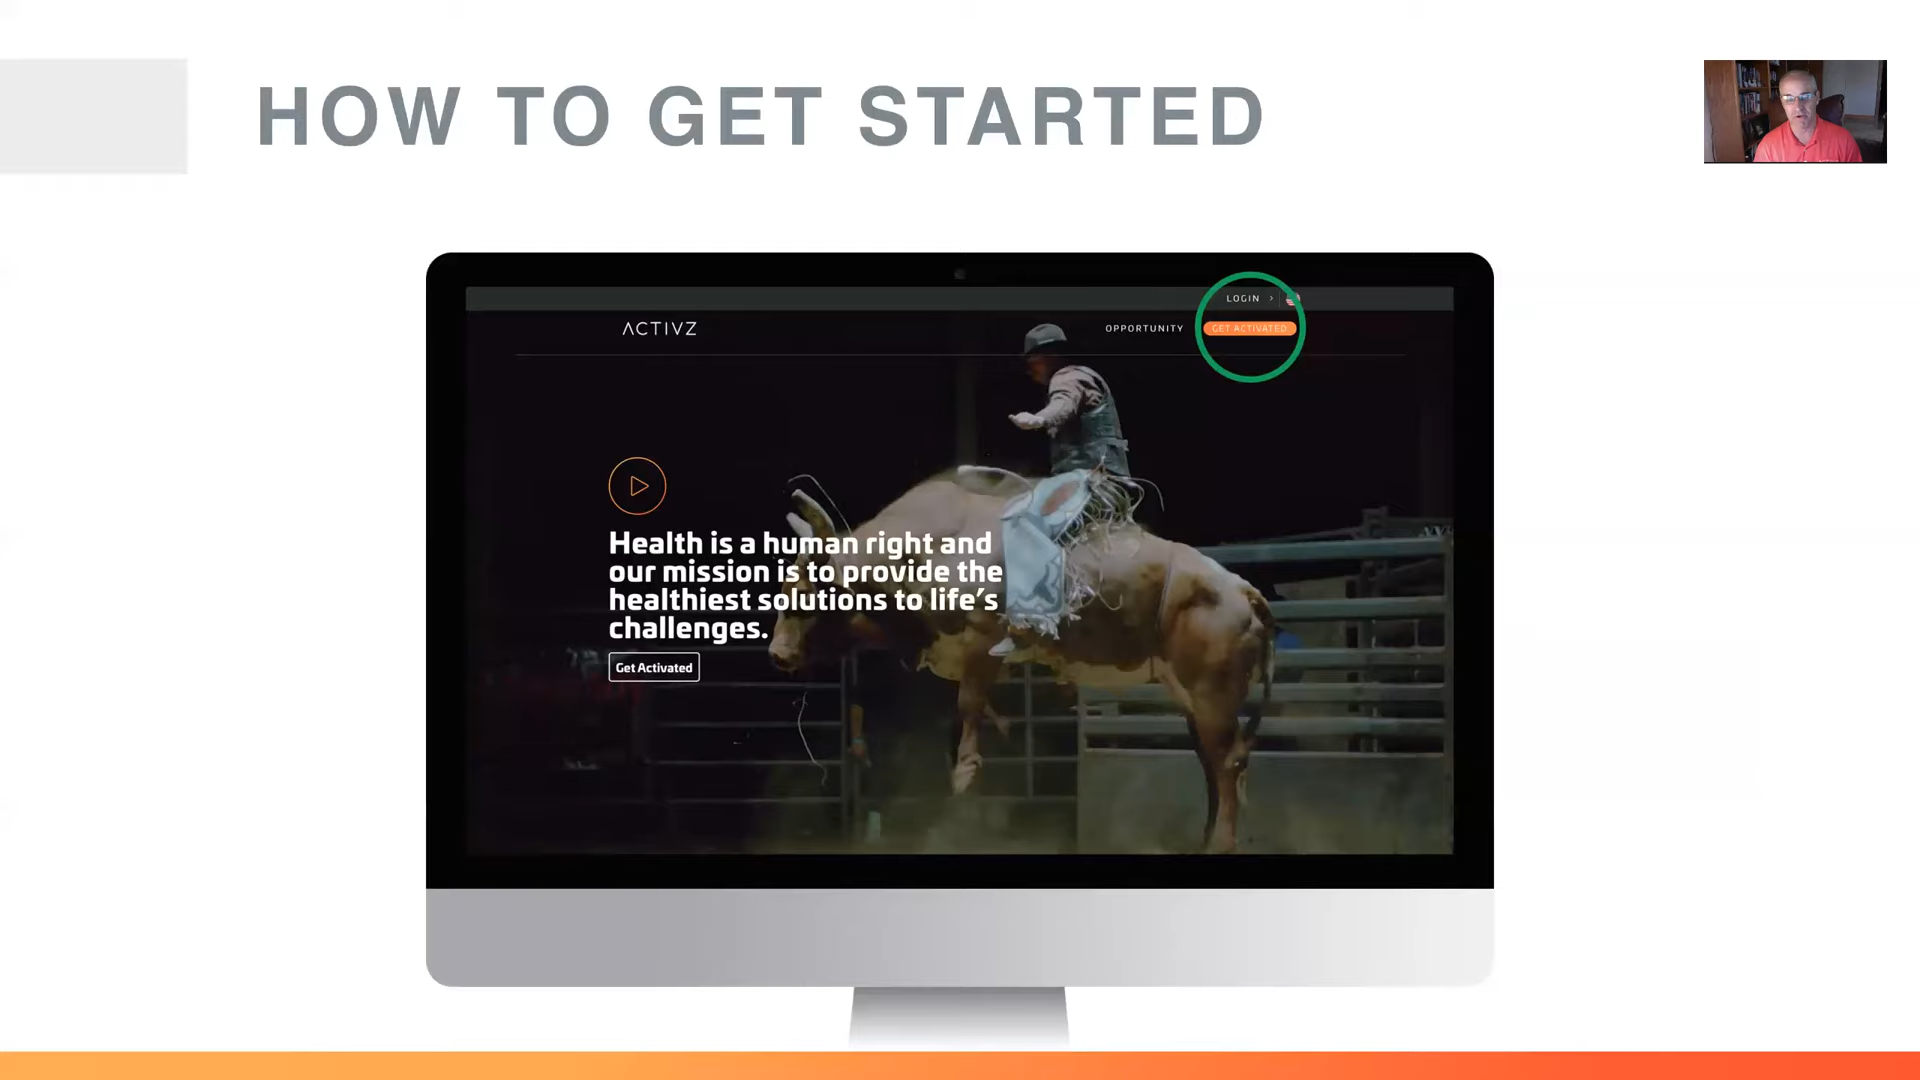 HOW TO GET STARTED
LOGIN >
ACTIVZ
OPPORTUNITY
GET ACTIVATED
Health is a human right and
our mission is to provide the
healthiest solutions to life’s
challenges.
Get Activated